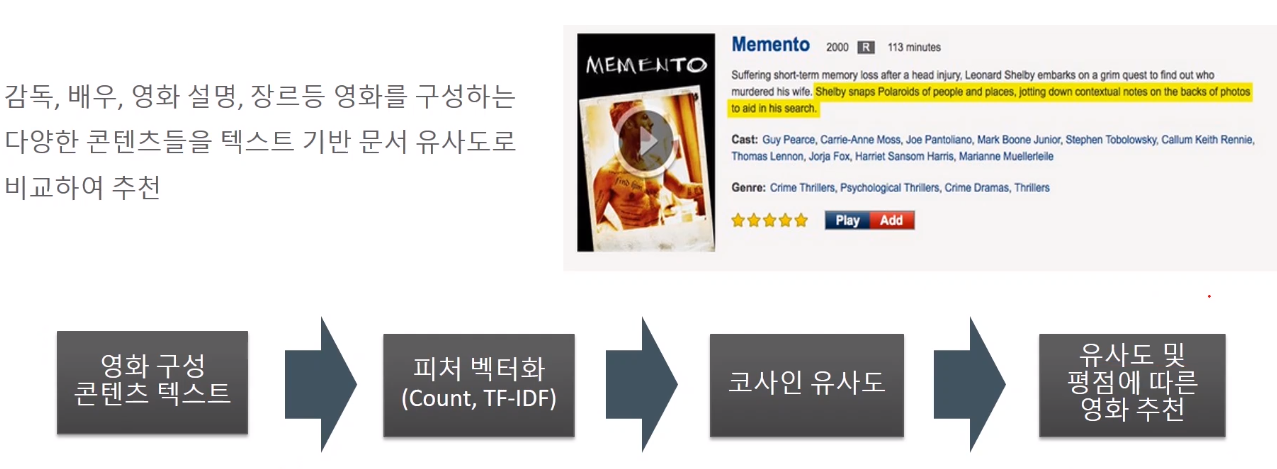 감독, 배우, 영화 설명, 장르등 영화를 구성하는
다양한 콘텐츠들을 텍스트 기반 문서 유사도로
비교하여 추천
MEMENTO
Memento 2000 R 113 minutes
Suffering short-term memory loss after a head injury, Leonard Shelby embarks on a grim quest to find out who
murdered his wife. Shelby snaps Polaroids of people and places, jotting down contextual notes on the backs of photos
to aid in his search.
Cast: Guy Pearce, Carrie-Anne Moss, Joe Pantoliano, Mark Boone Junior, Stephen Tobolowsky, Callum Keith Rennie,
Thomas Lennon, Jorja Fox, Harriet Sansom Harris, Marianne Muellerleile
Genre: Crime Thrillers, Psychological Thrillers, Crime Dramas, Thrillers
Play Add
영화 구성
콘텐츠 텍스트
피처 벡터화
(Count, TF-IDF)
코사인 유사도
유사도 및
평점에 따른
영화 추천